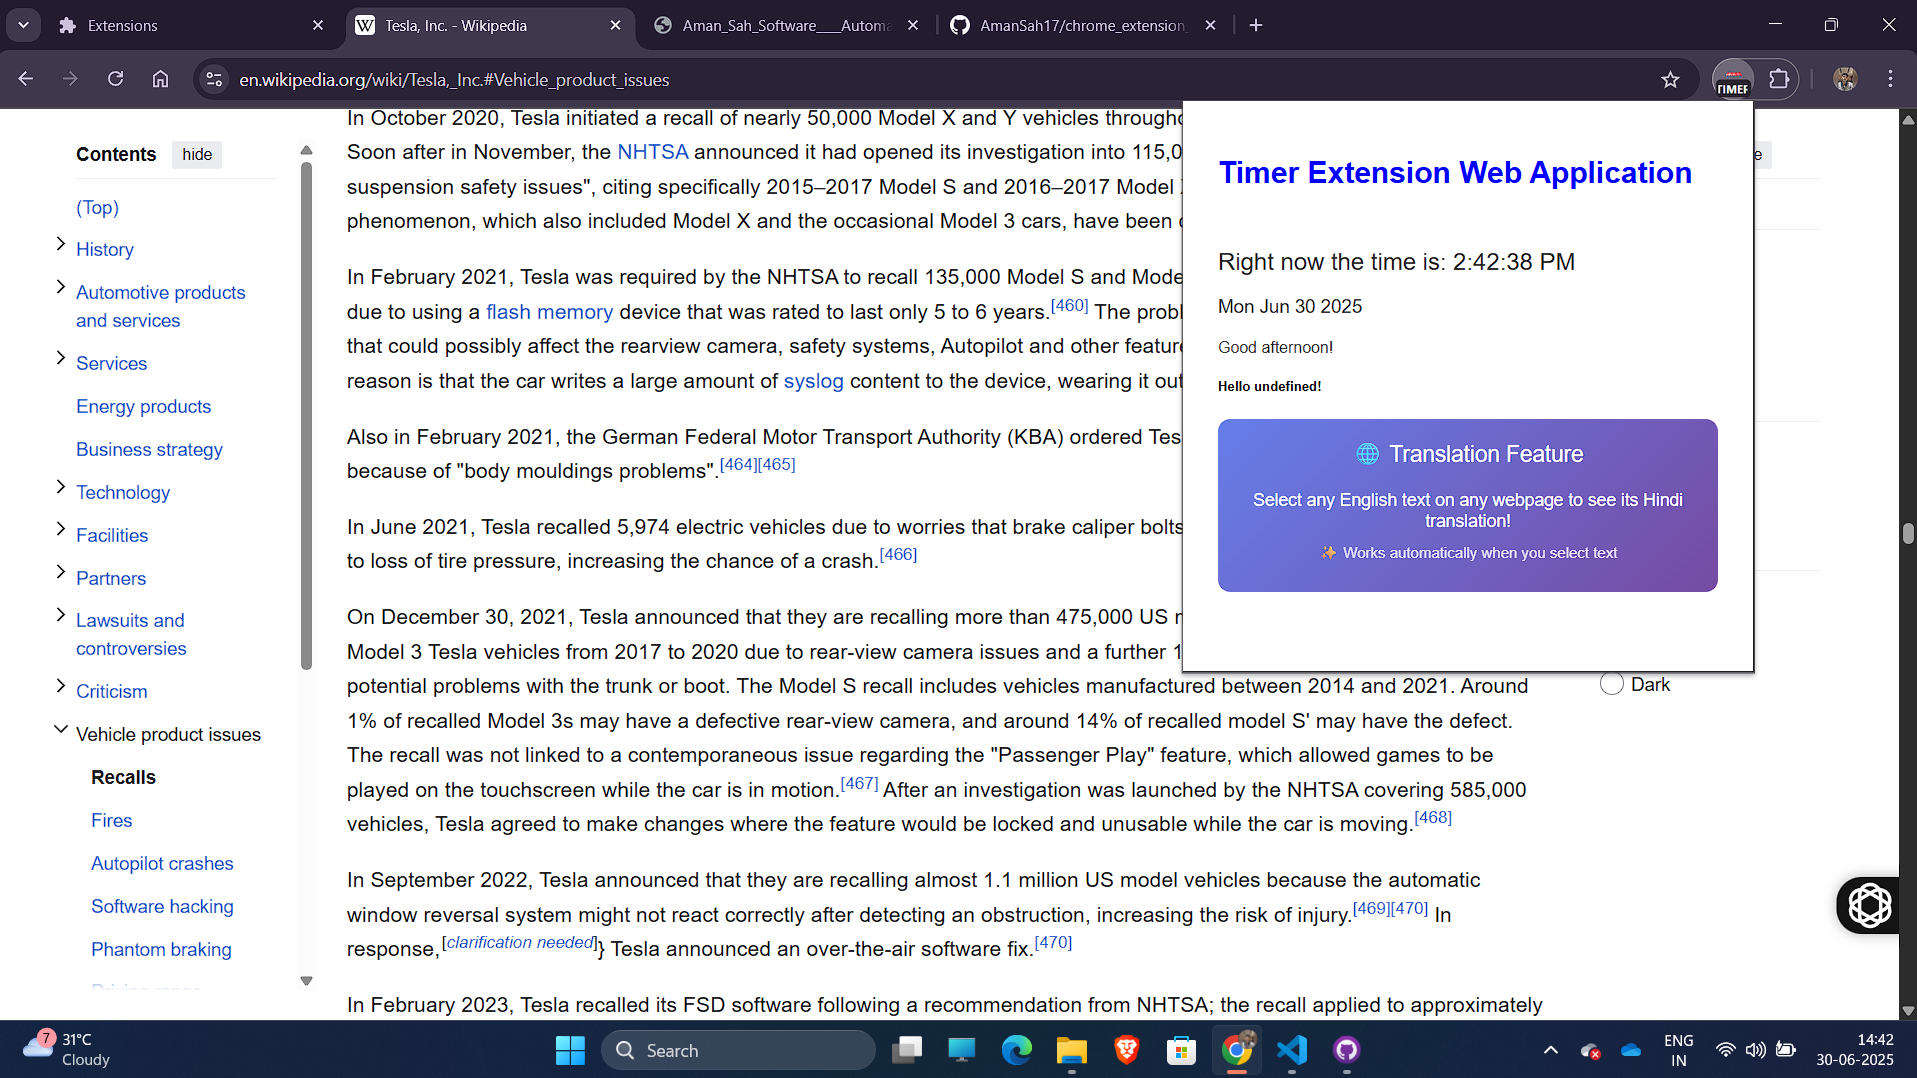 Extensions
Tesla, Inc. - Wikipedia
Aman_Sah_Software___Automa
AmanSah17/chrome_extension_
en.wikipedia.org/wiki/Tesla,_Inc.#Vehicle_product_issues
TIMER
Contents
hide
(Top)
History
Automotive products
and services
Services
Energy products
Business strategy
Technology
Facilities
Partners
Lawsuits and
controversies
Criticism
Vehicle product issues
Recalls
Fires
Autopilot crashes
Software hacking
Phantom braking
In October 2020, Tesla initiated a recall of nearly 50,000 Model X and Y vehicles
Soon after in November, the NHTSA announced it had opened its investigation into 115,0
suspension safety issues", citing specifically 2015–2017 Model S and 2016–2017 Model
phenomenon, which also included Model X and the occasional Model 3 cars, have been
In February 2021, Tesla was required by the NHTSA to recall 135,000 Model S and Mode
due to using a flash memory device that was rated to last only 5 to 6 years.[460] The probl
that could possibly affect the rearview camera, safety systems, Autopilot and other feature
reason is that the car writes a large amount of syslog content to the device, wearing it out
Also in February 2021, the German Federal Motor Transport Authority (KBA) ordered Tes
because of "body mouldings problems".[464][465]
In June 2021, Tesla recalled 5,974 electric vehicles due to worries that brake caliper bolts
to loss of tire pressure, increasing the chance of a crash.[466]
On December 30, 2021, Tesla announced that they are recalling more than 475,000 US
Model 3 Tesla vehicles from 2017 to 2020 due to rear-view camera issues and a further 1
potential problems with the trunk or boot. The Model S recall includes vehicles manufactured between 2014 and 2021. Around
1% of recalled Model 3s may have a defective rear-view camera, and around 14% of recalled model S' may have the defect.
The recall was not linked to a contemporaneous issue regarding the "Passenger Play" feature, which allowed games to be
played on the touchscreen while the car is in motion.[467] After an investigation was launched by the NHTSA covering 585,000
vehicles, Tesla agreed to make changes where the feature would be locked and unusable while the car is moving.[468]
In September 2022, Tesla announced that they are recalling almost 1.1 million US model vehicles because the automatic
window reversal system might not react correctly after detecting an obstruction, increasing the risk of injury.[469][470] In
response,[clarification needed]} Tesla announced an over-the-air software fix.[470]
In February 2023, Tesla recalled its FSD software following a recommendation from NHTSA; the recall applied to approximately
Timer Extension Web Application
Right now the time is: 2:42:38 PM
Mon Jun 30 2025
Good afternoon!
Hello undefined!
🌐 Translation Feature
Select any English text on any webpage to see its Hindi
translation!
✨ Works automatically when you select text
e
Dark
7
31°C
Cloudy
Search
ENG
IN
14:42
30-06-2025